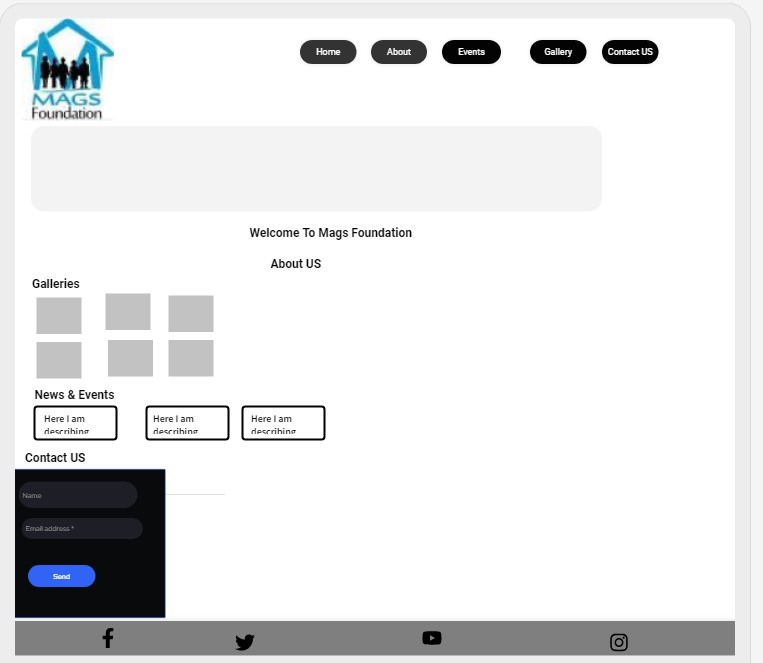 MAGS
Foundation
Home
About
Events
Gallery
Contact US
Welcome To Mags Foundation
About US
Galleries
News & Events
Here I am
describing
Here I am
describing
Here I am
describing
Contact US
Name
Email address *
Send